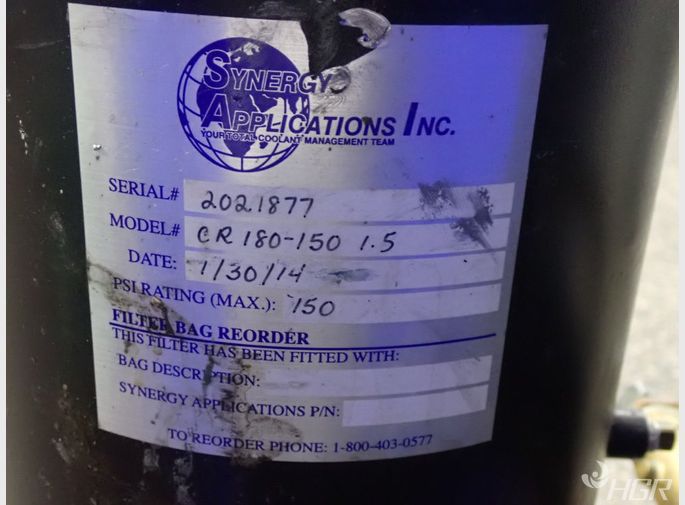 SYNERGY
APPLICATIONS INC.
YOUR TOTAL COOLANT MANAGEMENT TEAM
SERIAL# 2021877
MODEL# CR 180-150 1.5
DATE: 1/30/14
PSI RATING (MAX.): 150
FILTER BAG REORDER
THIS FILTER HAS BEEN FITTED WITH:
BAG DESCRIPTION:
SYNERGY APPLICATIONS P/N:
TO REORDER PHONE: 1-800-403-0577
HGR